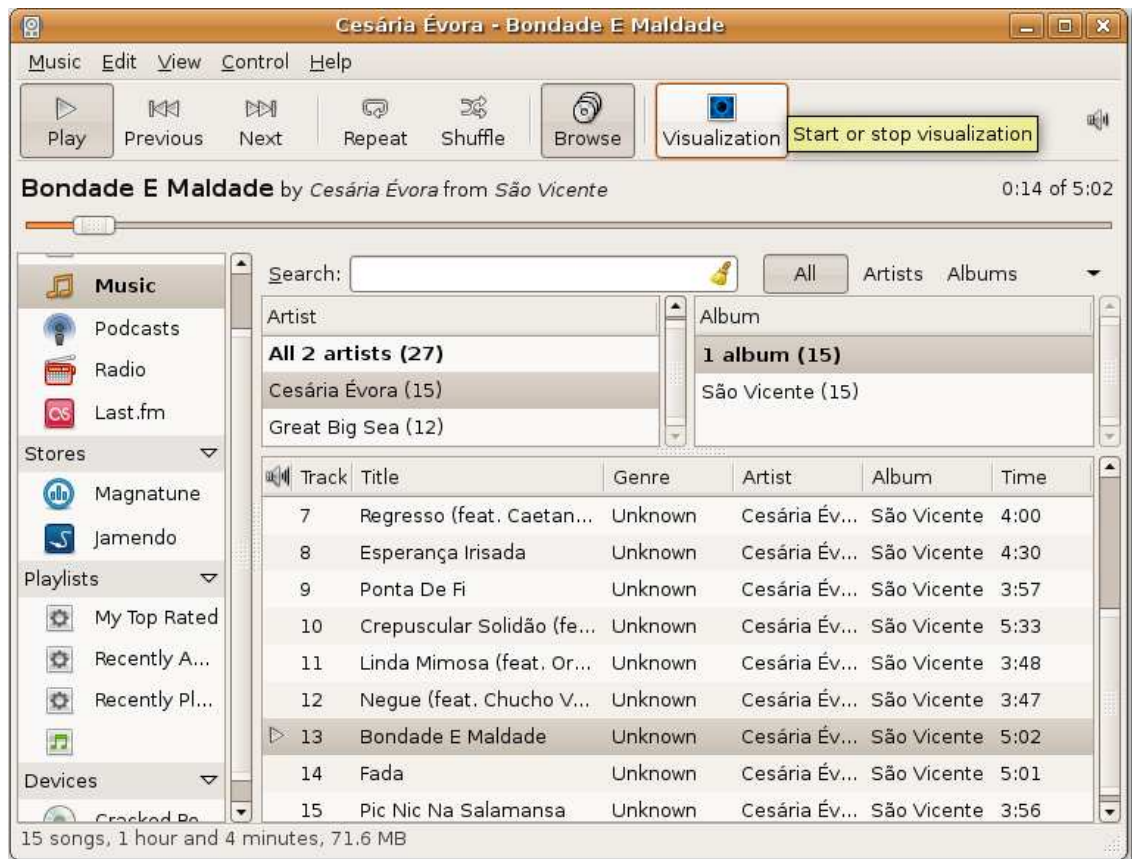 Cesária Évora - Bondade E Maldade
Music Edit View Control Help
Play Previous Next Repeat Shuffle Browse Visualization Start or stop visualization
Bondade E Maldade by Cesária Évora from São Vicente 0:14 of 5:02
Music
Podcasts
Radio
Last.fm
Stores
Magnatune
Jamendo
Playlists
My Top Rated
Recently A...
Recently Pl...
Devices
Search: All Artists Albums
Artist
All 2 artists (27)
Cesária Évora (15)
Great Big Sea (12)
Album
1 album (15)
São Vicente (15)
Track Title Genre Artist Album Time
7 Regresso (feat. Caetan... Unknown Cesária Év... São Vicente 4:00
8 Esperança Irisada Unknown Cesária Év... São Vicente 4:30
9 Ponta De Fi Unknown Cesária Év... São Vicente 3:57
10 Crepuscular Solidão (fe... Unknown Cesária Év... São Vicente 5:33
11 Linda Mimosa (feat. Or... Unknown Cesária Év... São Vicente 3:48
12 Negue (feat. Chucho V... Unknown Cesária Év... São Vicente 3:47
13 Bondade E Maldade Unknown Cesária Év... São Vicente 5:02
14 Fada Unknown Cesária Év... São Vicente 5:01
15 Pic Nic Na Salamansa Unknown Cesária Év... São Vicente 3:56
15 songs, 1 hour and 4 minutes, 71.6 MB